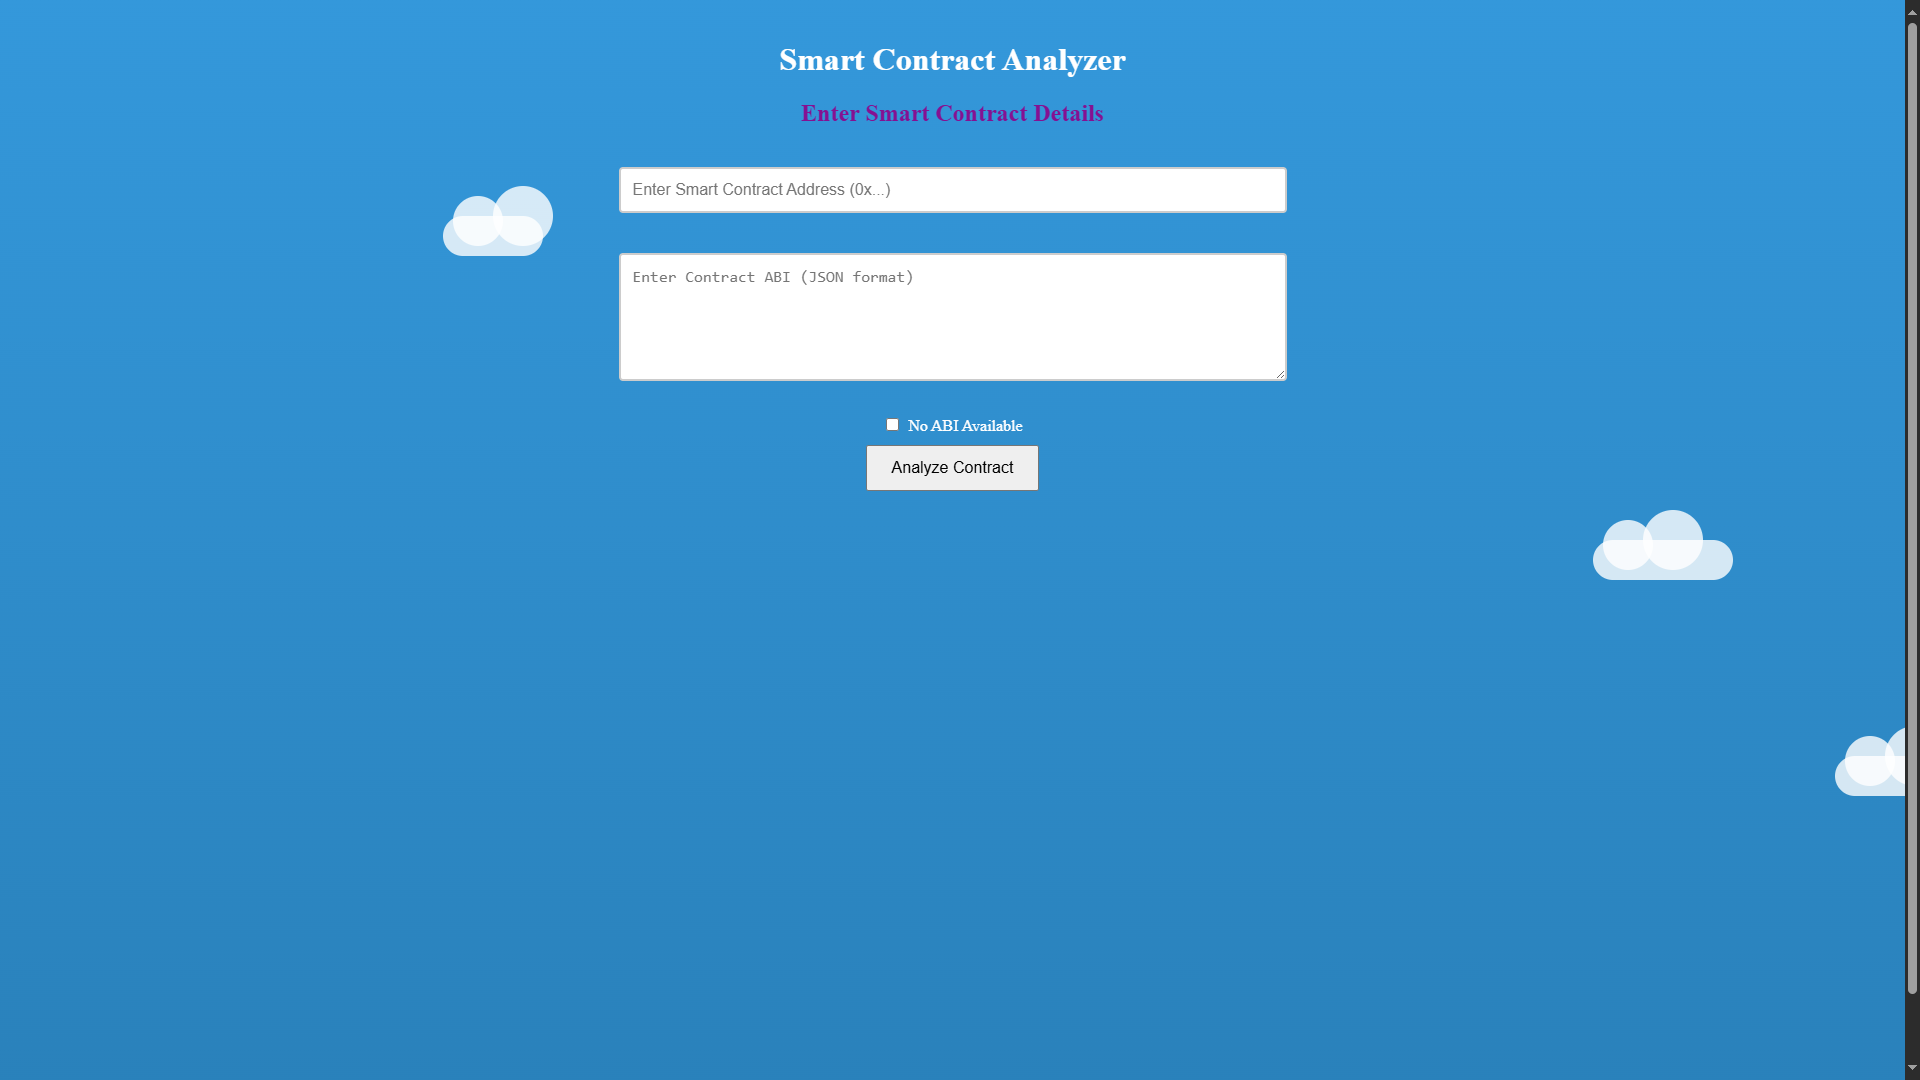 Smart Contract Analyzer
Enter Smart Contract Details
Enter Smart Contract Address (0x...)
Enter Contract ABI (JSON format)
No ABI Available
Analyze Contract